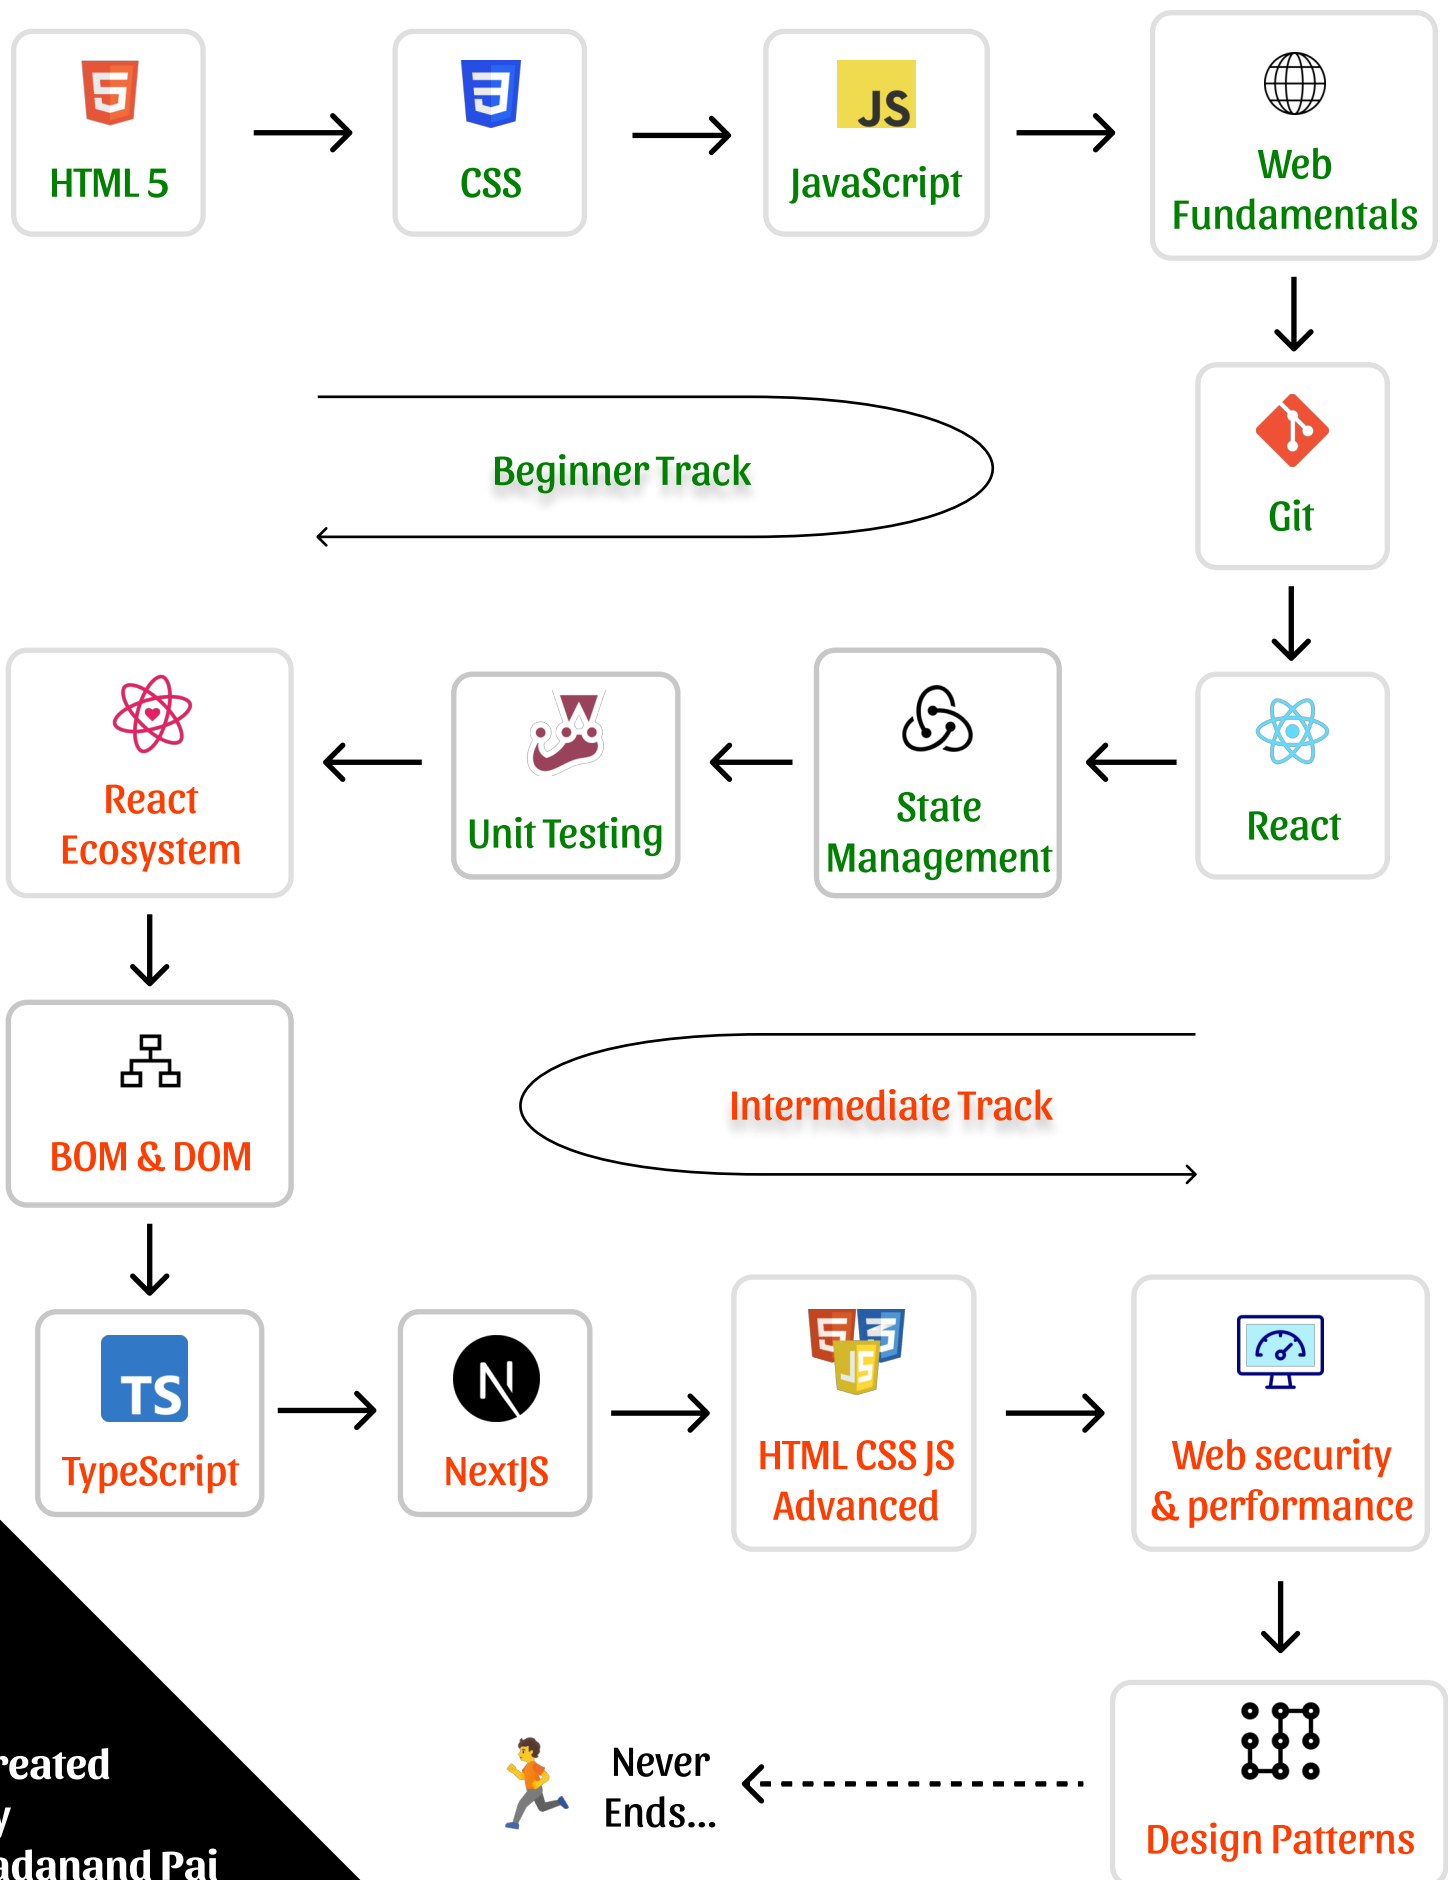 HTML 5
CSS
JS
JavaScript
Web
Fundamentals
Git
Beginner Track
React
State
Management
Unit Testing
React
Ecosystem
BOM & DOM
Intermediate Track
TS
TypeScript
N
NextJS
JS
HTML CSS JS
Advanced
Web security
& performance
Design Patterns
Never
Ends...
reated
y
adanand Pai